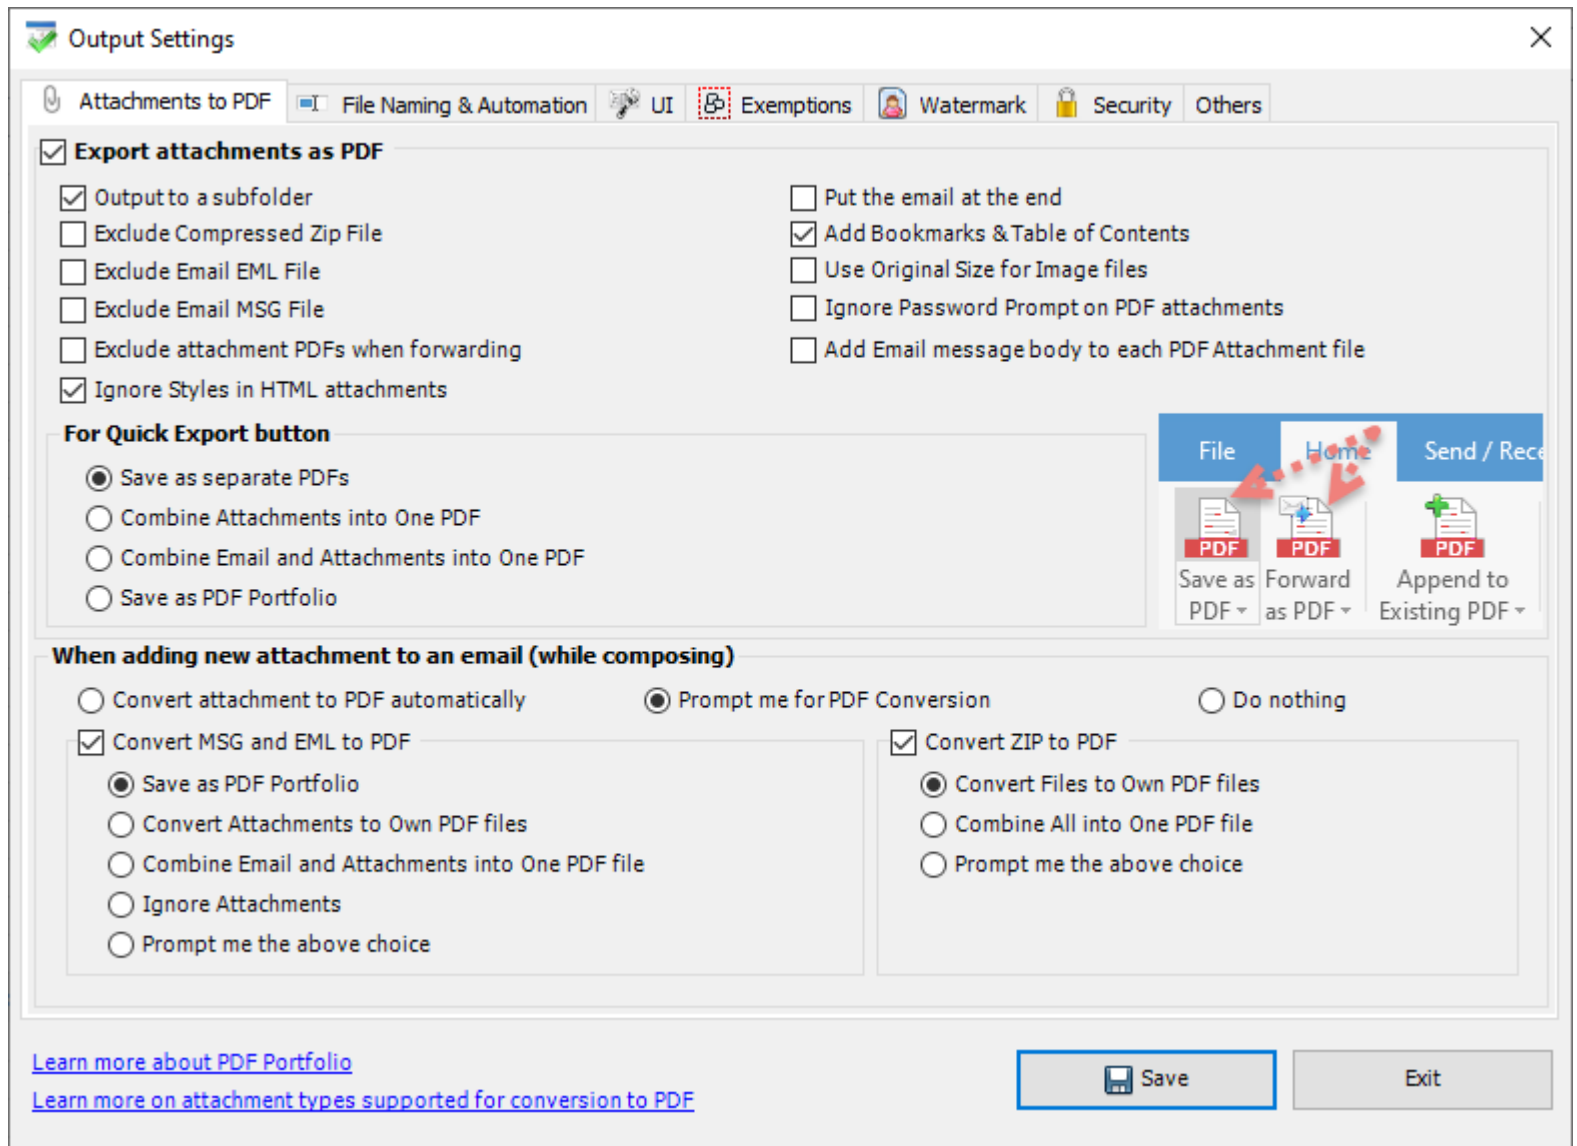 Output Settings
Attachments to PDF File Naming & Automation UI Exemptions Watermark Security Others
Export attachments as PDF
Output to a subfolder
Exclude Compressed Zip File
Exclude Email EML File
Exclude Email MSG File
Exclude attachment PDFs when forwarding
Ignore Styles in HTML attachments
Put the email at the end
Add Bookmarks & Table of Contents
Use Original Size for Image files
Ignore Password Prompt on PDF attachments
Add Email message body to each PDF Attachment file
For Quick Export button
Save as separate PDFs
Combine Attachments into One PDF
Combine Email and Attachments into One PDF
Save as PDF Portfolio
File Home Send / Rece
PDF PDF PDF
Save as Forward Append to
PDF as PDF Existing PDF
When adding new attachment to an email (while composing)
Convert attachment to PDF automatically Prompt me for PDF Conversion Do nothing
Convert MSG and EML to PDF
Save as PDF Portfolio
Convert Attachments to Own PDF files
Combine Email and Attachments into One PDF file
Ignore Attachments
Prompt me the above choice
Convert ZIP to PDF
Convert Files to Own PDF files
Combine All into One PDF file
Prompt me the above choice
Learn more about PDF Portfolio
Learn more on attachment types supported for conversion to PDF
Save Exit